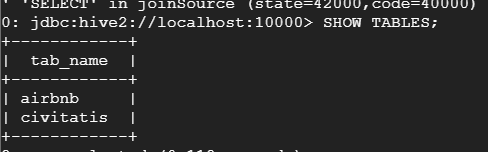 ' 'SELECT' in joinSource (state=42000,code=40000)
0: jdbc:hive2://localhost:10000> SHOW TABLES;
+------------+
| tab_name |
+------------+
| airbnb |
| civitatis |
+------------+